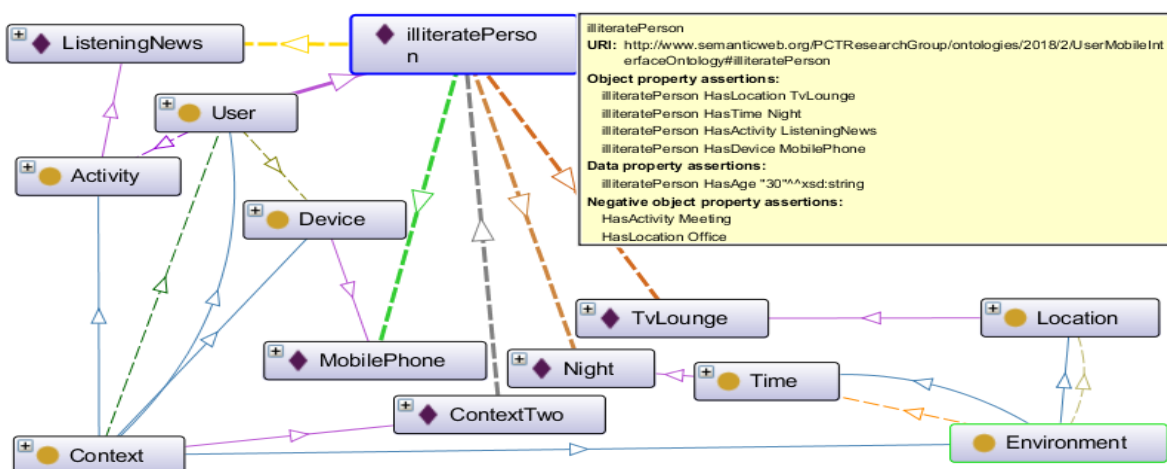 ListeningNews
illiteratePerso
n
User
Activity
Device
MobilePhone
ContextTwo
Context
Night
TvLounge
Time
Location
Environment
illiteratePerson
URI: http://www.semanticweb.org/PCTResearchGroup/ontologies/2018/2/UserMobileInt
erfaceOntology#illiteratePerson
Object property assertions:
illiteratePerson HasLocation TvLounge
illiteratePerson HasTime Night
illiteratePerson HasActivity ListeningNews
illiteratePerson HasDevice MobilePhone
Data property assertions:
illiteratePerson HasAge "30"^^xsd:string
Negative object property assertions:
HasActivity Meeting
HasLocation Office